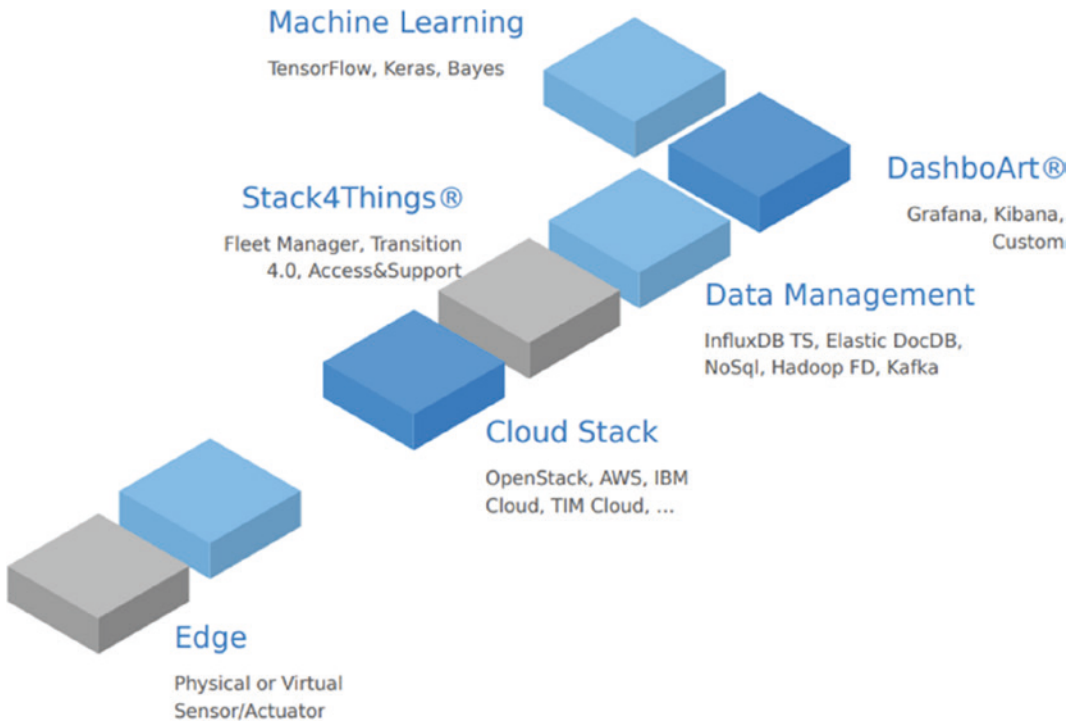 Machine Learning
TensorFlow, Keras, Bayes
DashboArt®
Grafana, Kibana,
Custom
Stack4Things®
Fleet Manager, Transition
4.0, Access&Support
Data Management
InfluxDB TS, Elastic DocDB,
NoSql, Hadoop FD, Kafka
Cloud Stack
OpenStack, AWS, IBM
Cloud, TIM Cloud, ...
Edge
Physical or Virtual
Sensor/Actuator